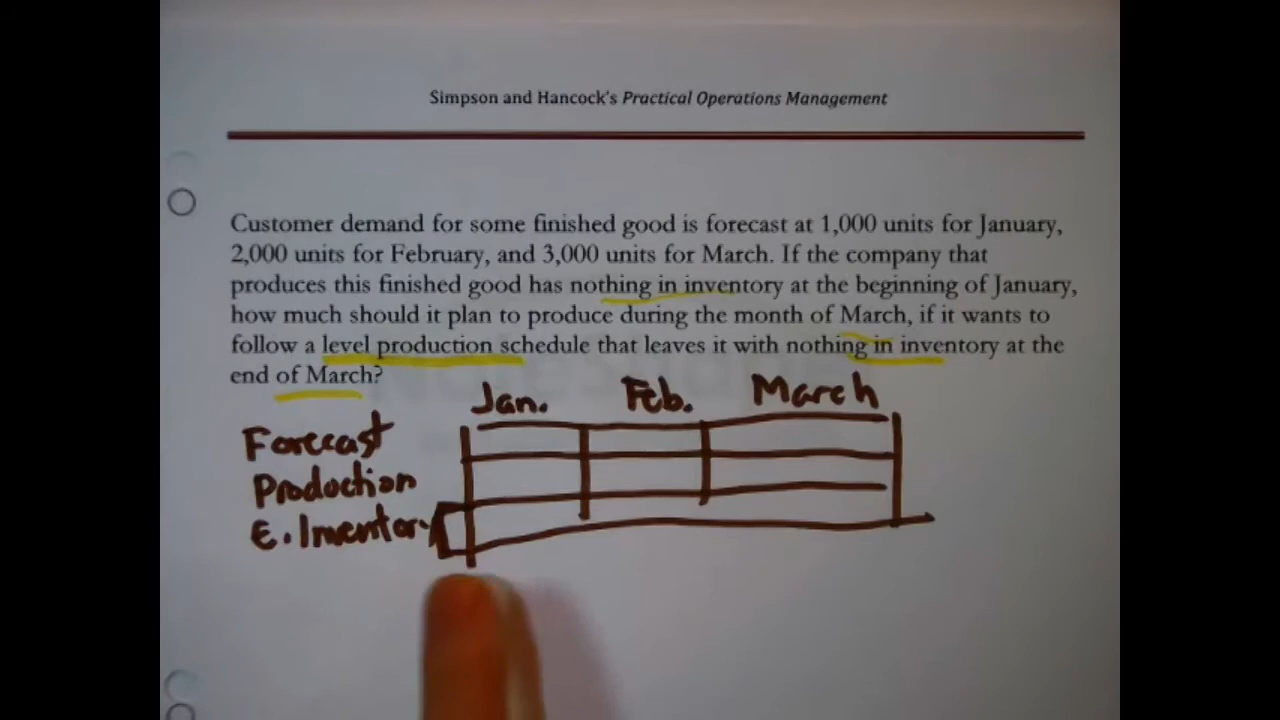 Simpson and Hancock's Practical Operations Management
Customer demand for some finished good is forecast at 1,000 units for January,
2,000 units for February, and 3,000 units for March. If the company that
produces this finished good has nothing in inventory at the beginning of January,
how much should it plan to produce during the month of March, if it wants to
follow a level production schedule that leaves it with nothing in inventory at the
end of March?
Jan. Feb. March
Forecast
Production
E. Inventory